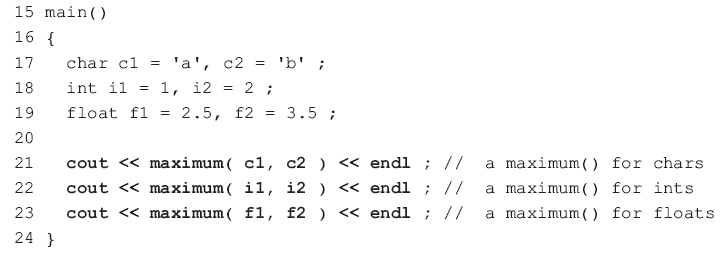 15 main()
16 {
17   char c1 = 'a', c2 = 'b' ;
18   int i1 = 1, i2 = 2 ;
19   float f1 = 2.5, f2 = 3.5 ;
20
21   cout << maximum( c1, c2 ) << endl ; //  a maximum() for chars
22   cout << maximum( i1, i2 ) << endl ; //  a maximum() for ints
23   cout << maximum( f1, f2 ) << endl ; //  a maximum() for floats
24 }